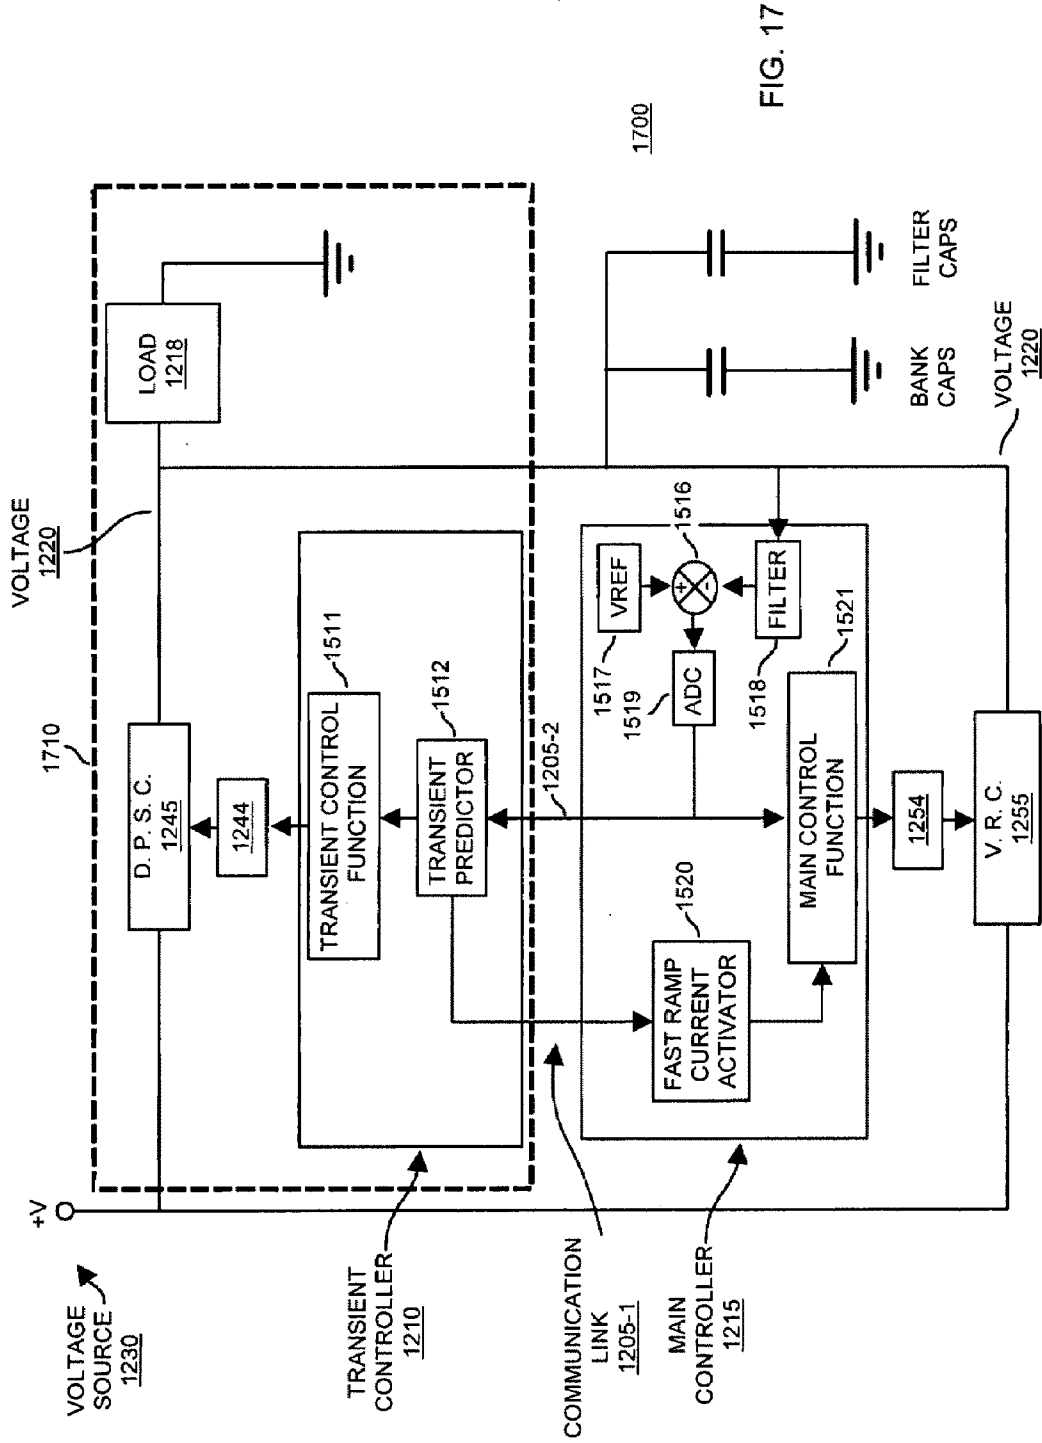 VOLTAGE
SOURCE
1230
+V
1710
VOLTAGE
1220
D. P. S. C.
1245
LOAD
1218
1244
TRANSIENT
CONTROLLER
1210
TRANSIENT CONTROL
FUNCTION
1511
TRANSIENT
PREDICTOR
1512
COMMUNICATION
LINK
1205-1
1205-2
MAIN
CONTROLLER
1215
FAST RAMP
CURRENT
ACTIVATOR
1520
ADC
1519
VREF
1517
+
-
1516
FILTER
1518
MAIN CONTROL
FUNCTION
1521
1254
V. R. C.
1255
BANK
CAPS
FILTER
CAPS
VOLTAGE
1220
1700
FIG. 17